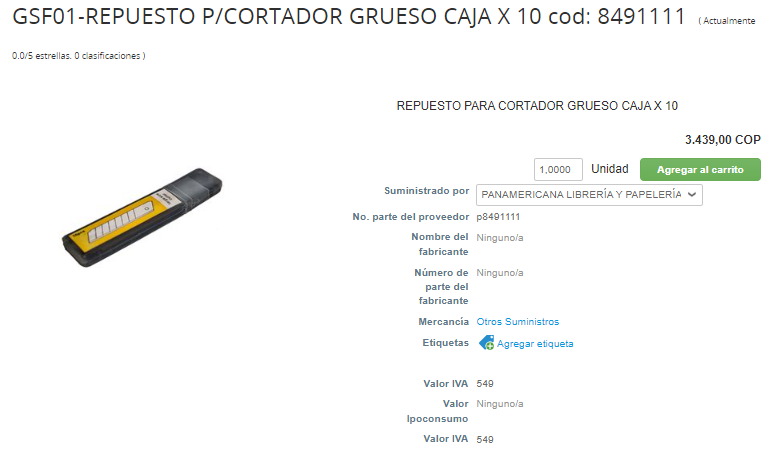 GSF01-REPUESTO P/CORTADOR GRUESO CAJA X 10 cod: 8491111 ( Actualmente
0.0/5 estrellas. 0 clasificaciones )
REPUESTO PARA CORTADOR GRUESO CAJA X 10
3.439,00 COP
1,0000 Unidad Agregar al carrito
Suministrado por PANAMERICANA LIBRERÍA Y PAPELERÍA
No. parte del proveedor p8491111
Nombre del Ninguno/a
fabricante
Número de Ninguno/a
parte del
fabricante
Mercancía Otros Suministros
Etiquetas Agregar etiqueta
Valor IVA 549
Valor Ninguno/a
Ipoconsumo
Valor IVA 549